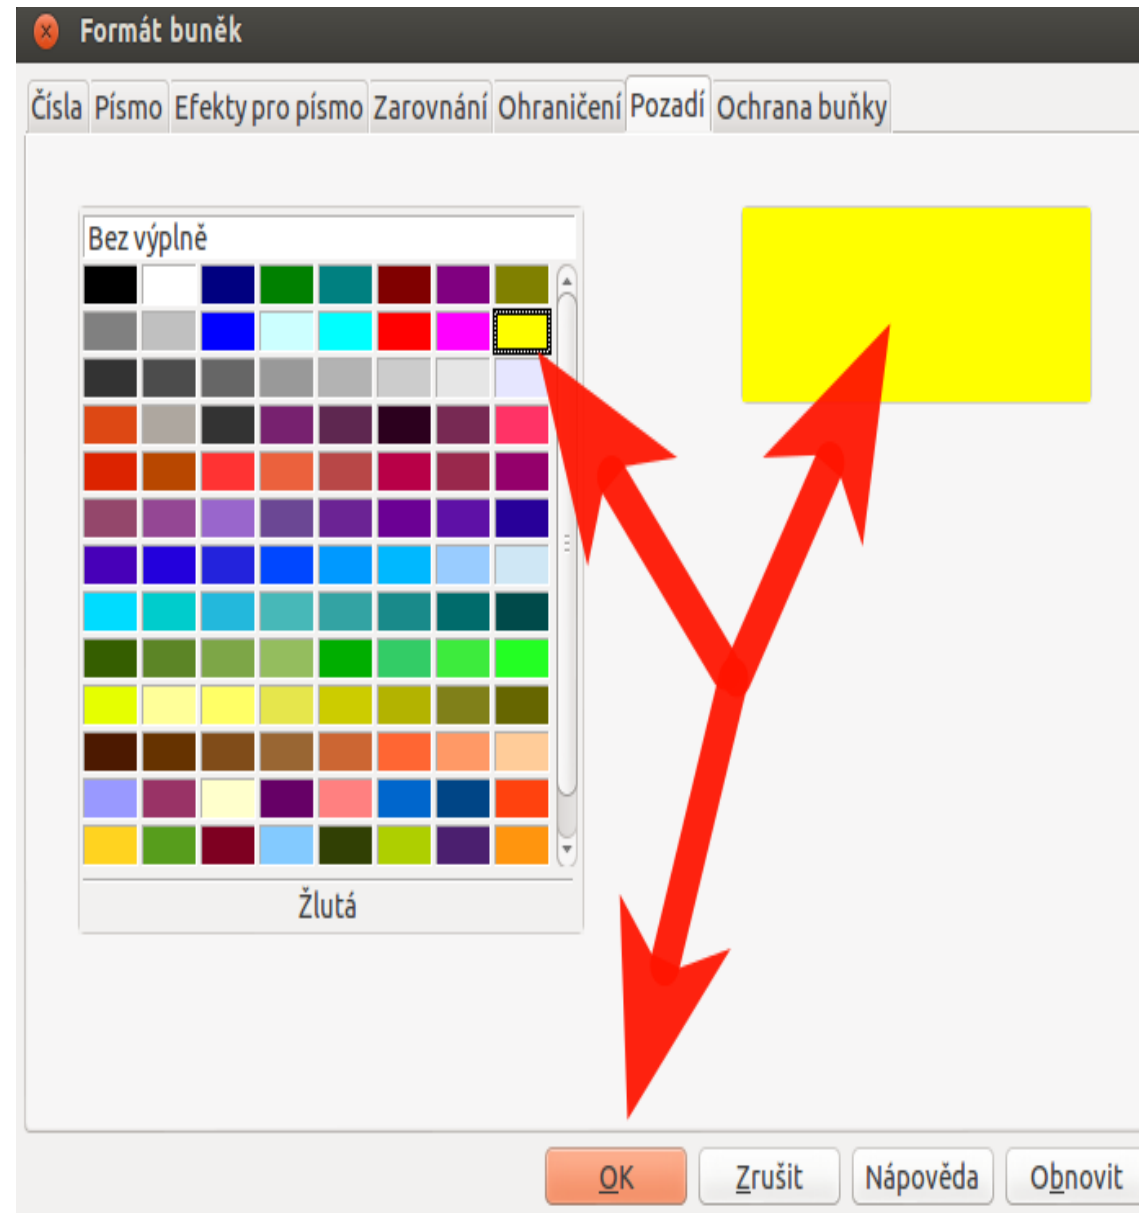 Formát buněk
Čísla Písmo Efekty pro písmo Zarovnání Ohraničení Pozadí Ochrana buňky
Bez výplně
Žlutá
OK Zrušit Nápověda Obnovit